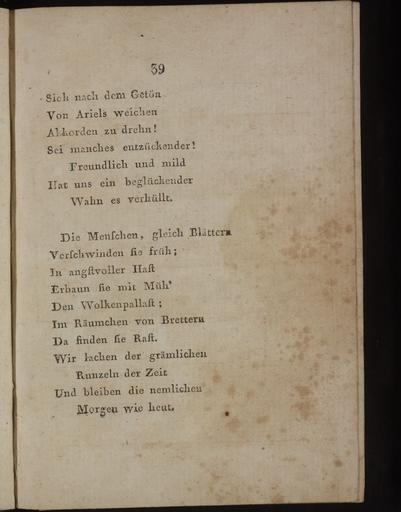 39
Sich nach dem Getön
Von Ariels weichen
Akkorden zu drehn!
Sei manches entzückender!
Freundlich und mild
Hat uns ein beglückender
Wahn es verhüllt.
Die Menſchen, gleich Blättern
Verſchwinden ſie früh;
In angſtvoller Haſt
Erbaun ſie mit Müh'
Den Wolkenpallaſt;
Im Räumchen von Brettern
Da finden ſie Raſt.
Wir lachen der grämlichen
Runzeln der Zeit
Und bleiben die nemlichen
Morgen wie heut.